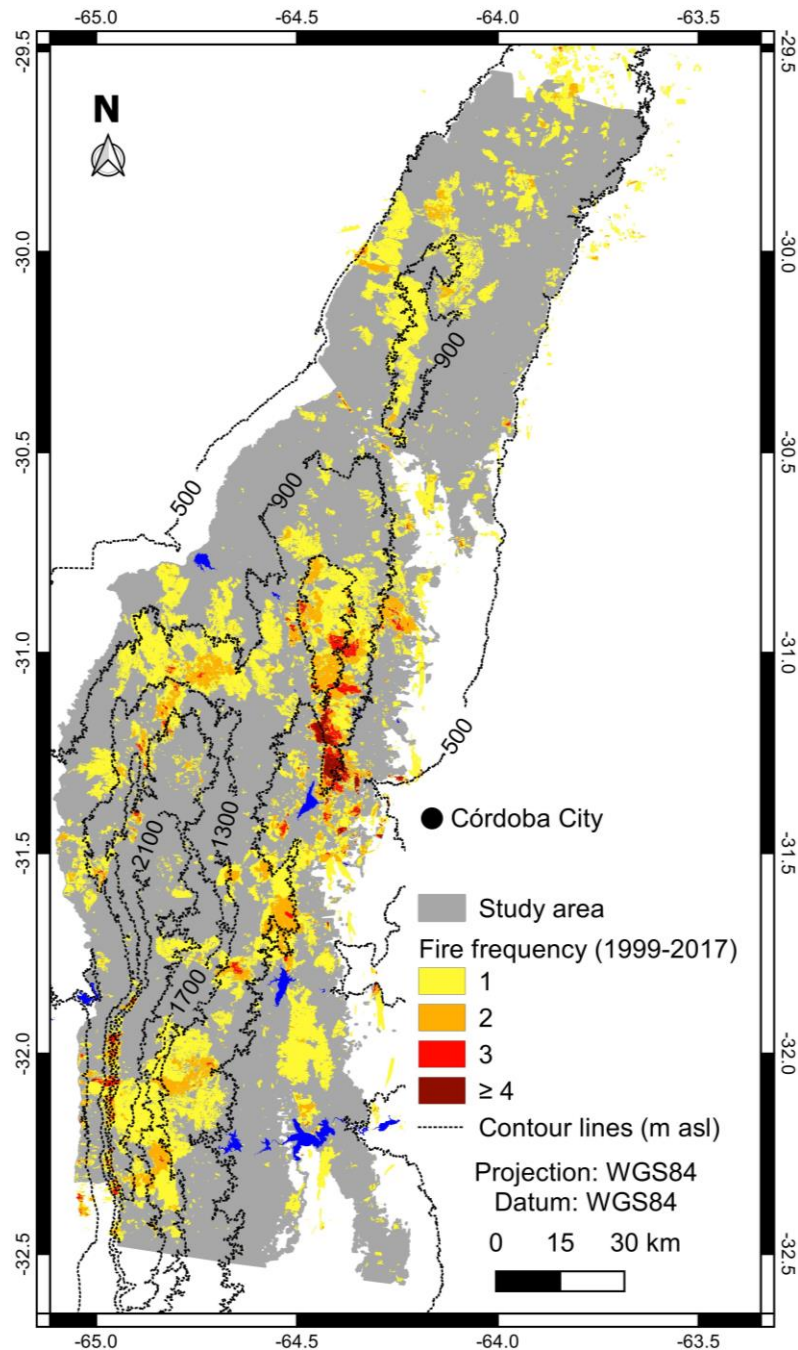 -65.0 -64.5 -64.0 -63.5
-29.5 -29.5
N
-30.0 -30.0
900
-30.5 -30.5
500
900
-31.0 -31.0
500
1300
2100
Córdoba City
-31.5 -31.5
Study area
Fire frequency (1999-2017)
1
1700
2
-32.0 3 -32.0
≥ 4
Contour lines (m asl)
Projection: WGS84
Datum: WGS84
0 15 30 km
-32.5 -32.5
-65.0 -64.5 -64.0 -63.5